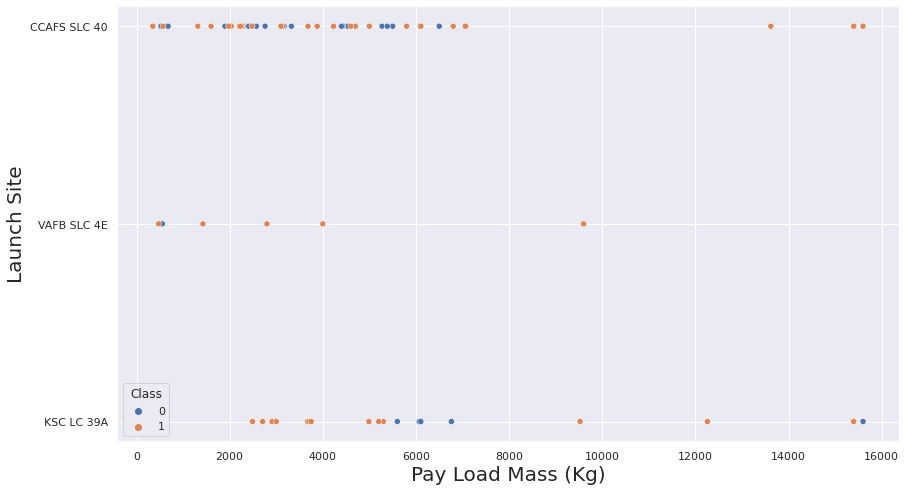 CCAFS SLC 40
VAFB SLC 4E
KSC LC 39A
Launch Site
Class
0
1
0 2000 4000 6000 8000 10000 12000 14000 16000
Pay Load Mass (Kg)